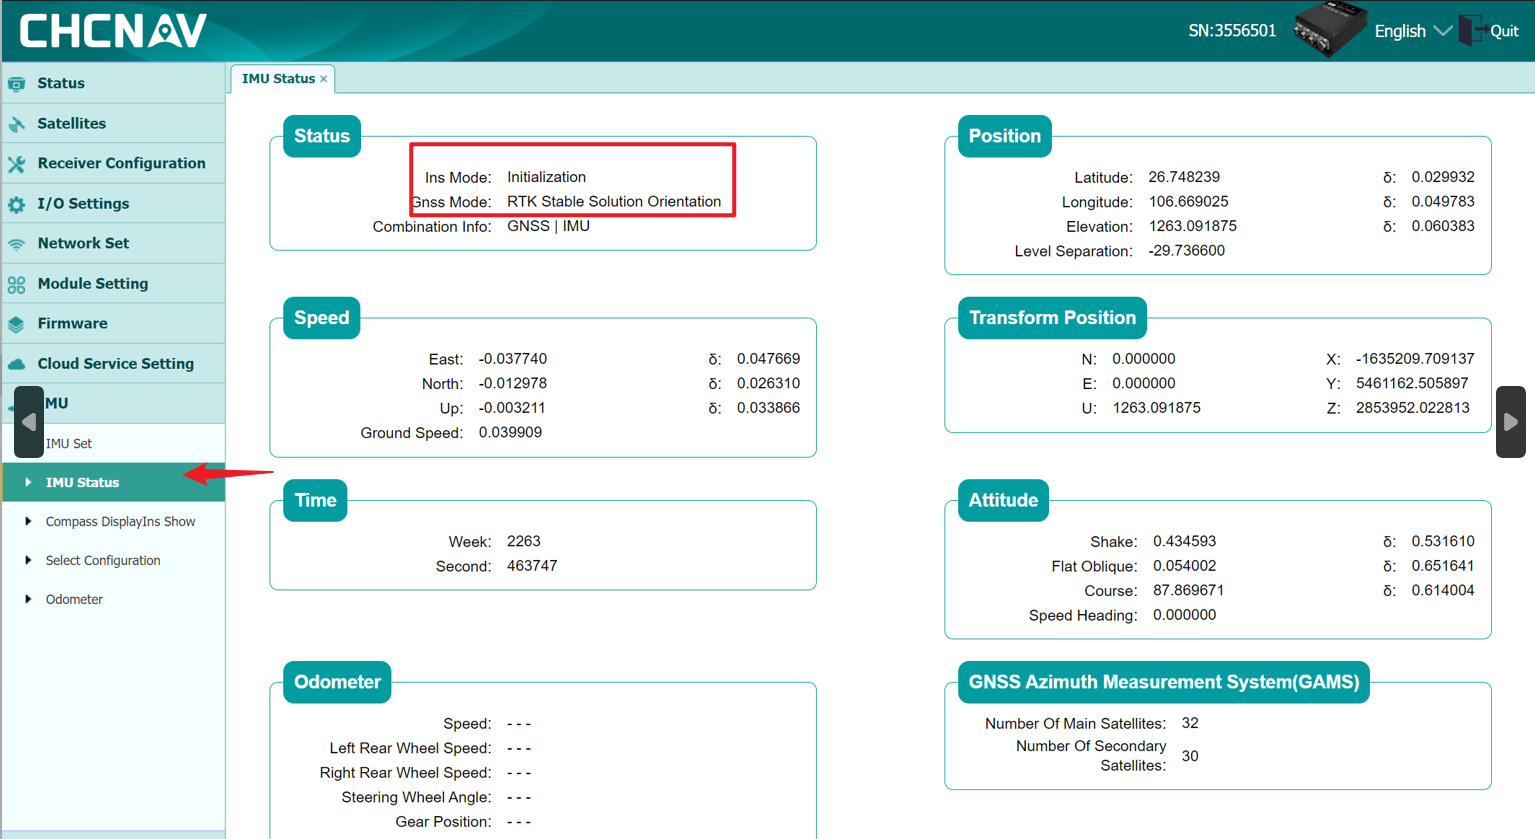 CHCNAV
SN:3556501
English
Quit
Status
Satellites
Receiver Configuration
I/O Settings
Network Set
Module Setting
Firmware
Cloud Service Setting
MU
IMU Set
IMU Status
Compass DisplayIns Show
Select Configuration
Odometer
IMU Status ×
Status
Ins Mode: Initialization
Gnss Mode: RTK Stable Solution Orientation
Combination Info: GNSS | IMU
Position
Latitude: 26.748239 δ: 0.029932
Longitude: 106.669025 δ: 0.049783
Elevation: 1263.091875 δ: 0.060383
Level Separation: -29.736600
Speed
East: -0.037740 δ: 0.047669
North: -0.012978 δ: 0.026310
Up: -0.003211 δ: 0.033866
Ground Speed: 0.039909
Transform Position
N: 0.000000 X: -1635209.709137
E: 0.000000 Y: 5461162.505897
U: 1263.091875 Z: 2853952.022813
Time
Week: 2263
Second: 463747
Attitude
Shake: 0.434593 δ: 0.531610
Flat Oblique: 0.054002 δ: 0.651641
Course: 87.869671 δ: 0.614004
Speed Heading: 0.000000
Odometer
Speed: - - -
Left Rear Wheel Speed: - - -
Right Rear Wheel Speed: - - -
Steering Wheel Angle: - - -
Gear Position: - - -
GNSS Azimuth Measurement System(GAMS)
Number Of Main Satellites: 32
Number Of Secondary
Satellites: 30